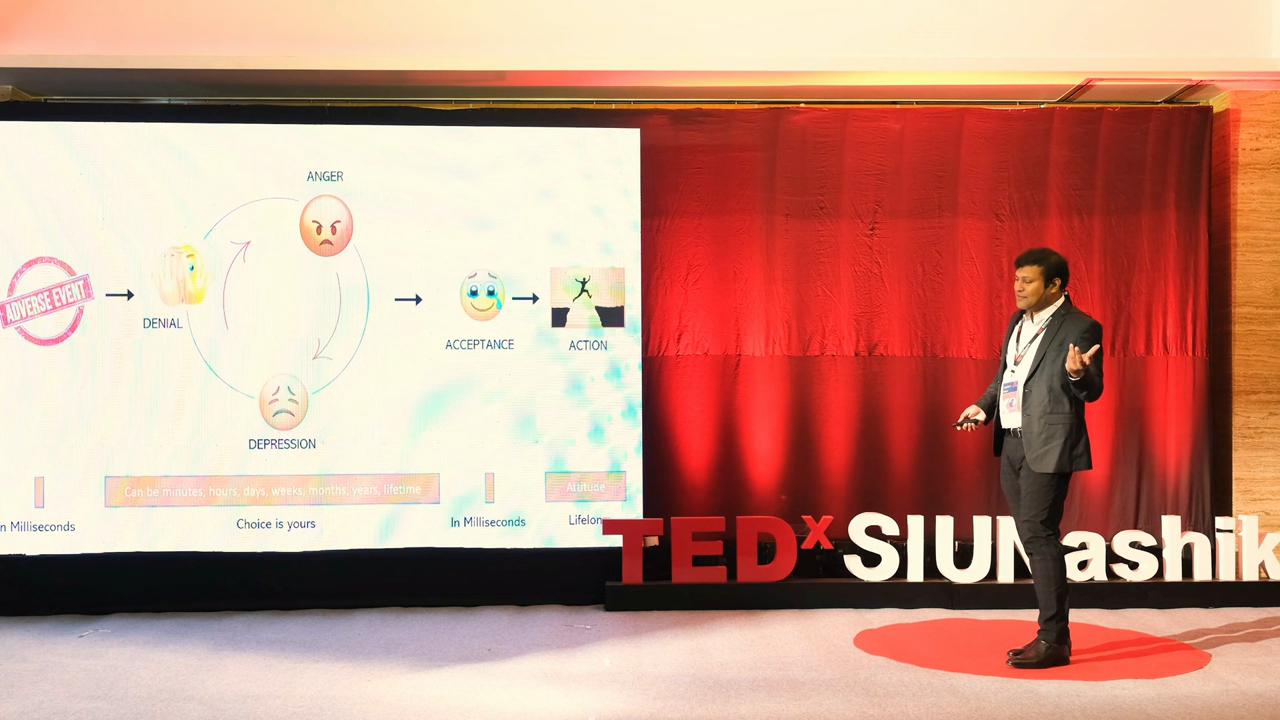 ANGER
ADVERSE EVENT
DENIAL
ACCEPTANCE
ACTION
DEPRESSION
Can be minutes, hours, days, weeks, months, years, lifetime
Attitude
n Milliseconds
Choice is yours
In Milliseconds
Lifelon
TEDx SIUNashik